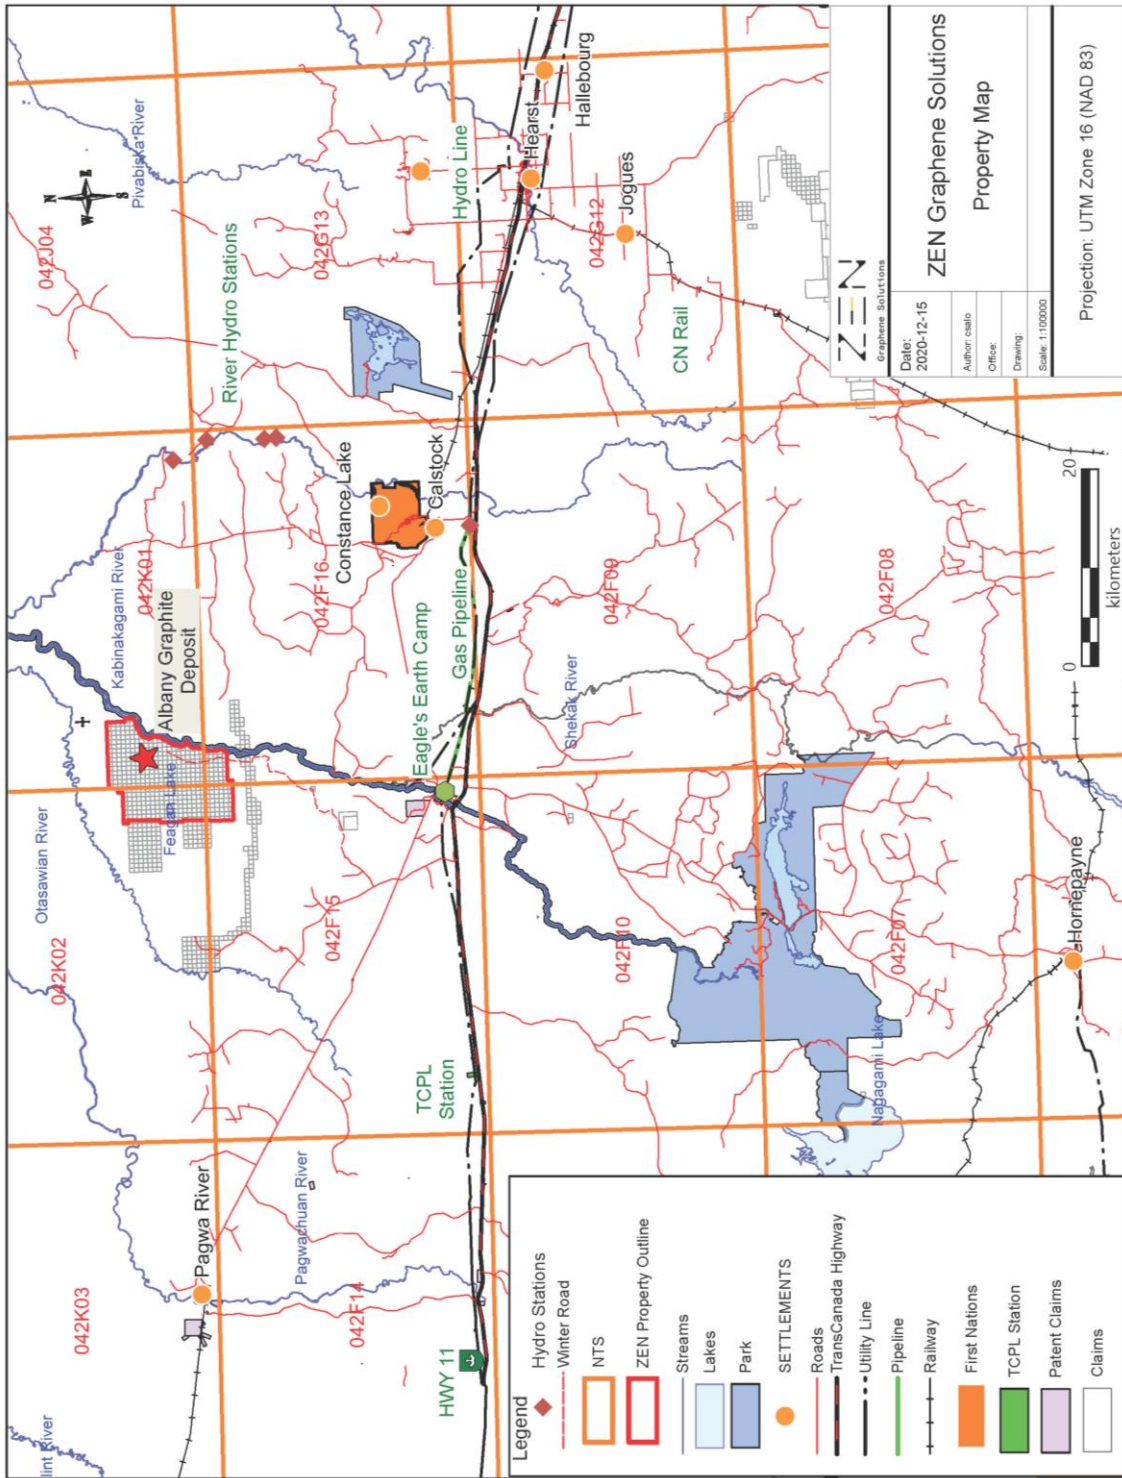 042J04
N
W
E
S
Pivabiska River
River Hydro Stations
042G13
Hydro Line
Hearst
Hallebourg
042G12
Jogues
CN Rail
Kabinakagami River
042K01
Albany Graphite
Deposit
042F16
Constance Lake
Calstock
Eagle's Earth Camp
Gas Pipeline
042F09
Shekak River
042F08
Feagan Lake
Otasawian River
042K02
042F15
042F10
042F07
Hornepayne
Nagagami Lake
TCPL
Station
Pagwa River
Pagwachuan River
042K03
042F14
HWY 11
lint River
0
20
kilometers
ZEN
Graphene Solutions
ZEN Graphene Solutions
Property Map
Date:
2020-12-15
Author: csalo
Office:
Drawing:
Scale: 1:100000
Projection: UTM Zone 16 (NAD 83)
Legend
Hydro Stations
Winter Road
NTS
ZEN Property Outline
Streams
Lakes
Park
SETTLEMENTS
Roads
TransCanada Highway
Utility Line
Pipeline
Railway
First Nations
TCPL Station
Patent Claims
Claims